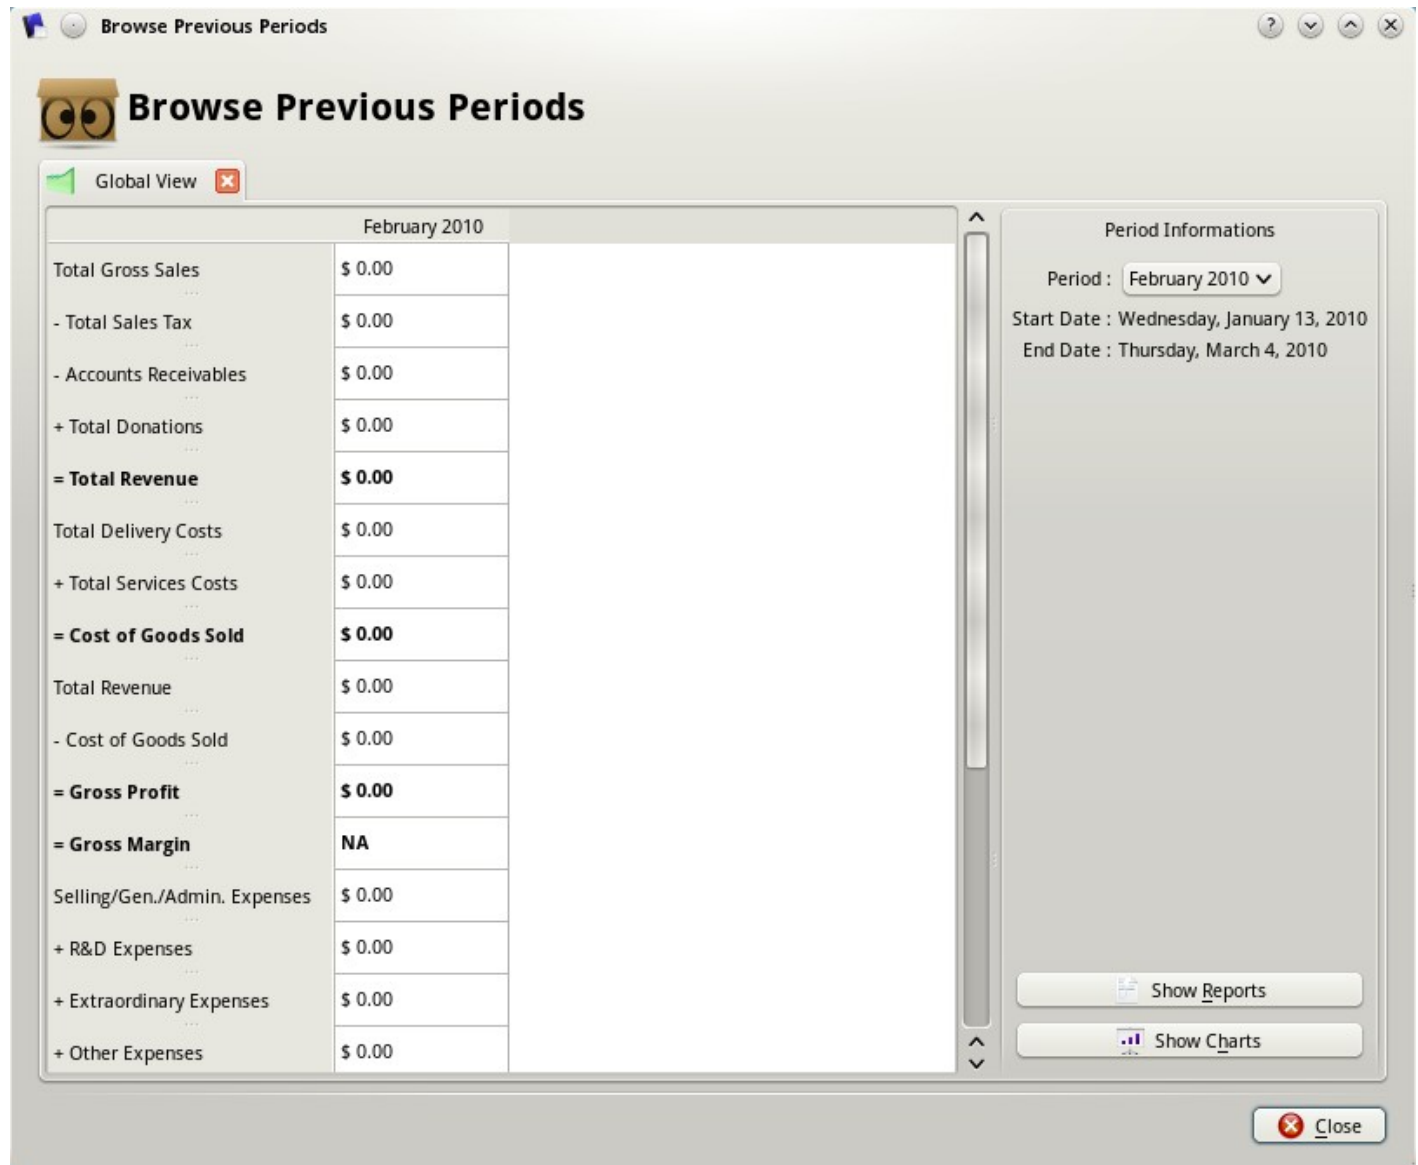 Browse Previous Periods
Browse Previous Periods
Global View
February 2010
Total Gross Sales $ 0.00
- Total Sales Tax $ 0.00
- Accounts Receivables $ 0.00
+ Total Donations $ 0.00
= Total Revenue $ 0.00
Total Delivery Costs $ 0.00
+ Total Services Costs $ 0.00
= Cost of Goods Sold $ 0.00
Total Revenue $ 0.00
- Cost of Goods Sold $ 0.00
= Gross Profit $ 0.00
= Gross Margin NA
Selling/Gen./Admin. Expenses $ 0.00
+ R&D Expenses $ 0.00
+ Extraordinary Expenses $ 0.00
+ Other Expenses $ 0.00
Period Informations
Period : February 2010
Start Date : Wednesday, January 13, 2010
End Date : Thursday, March 4, 2010
Show Reports
Show Charts
Close